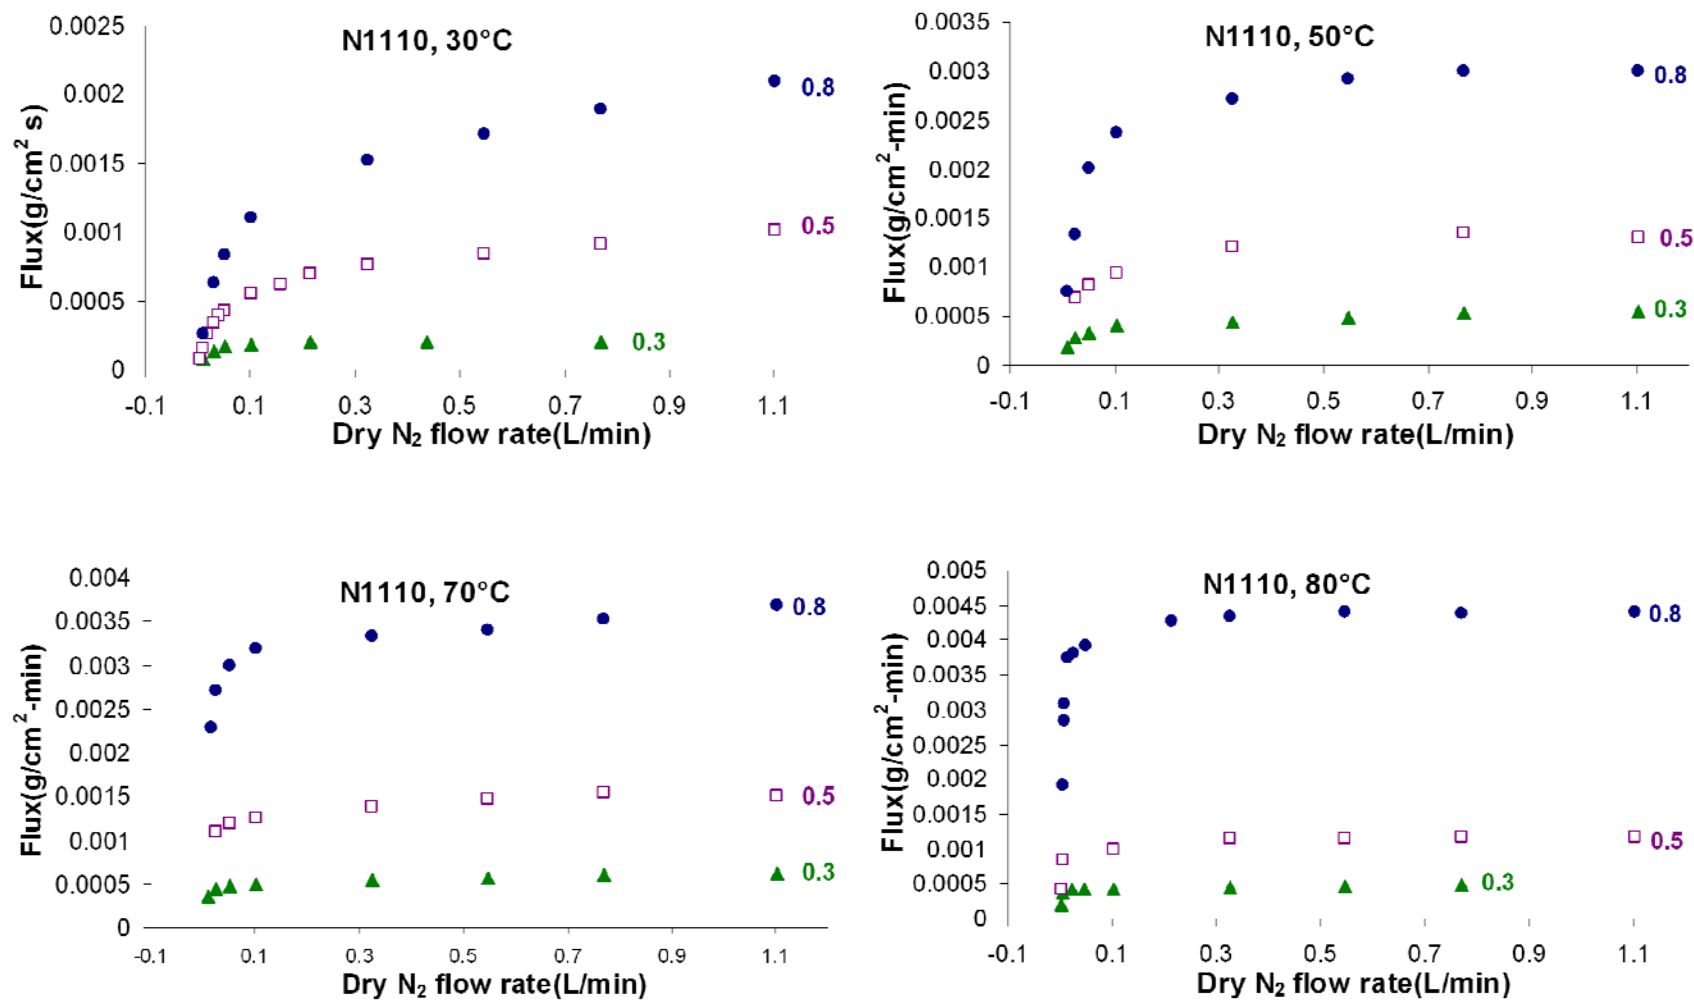 N1110, 30°C
Flux(g/cm² s)
0.0025
0.002
0.0015
0.001
0.0005
0
0.8
0.5
0.3
-0.1 0.1 0.3 0.5 0.7 0.9 1.1
Dry N₂ flow rate(L/min)
N1110, 50°C
Flux(g/cm²-min)
0.0035
0.003
0.0025
0.002
0.0015
0.001
0.0005
0
0.8
0.5
0.3
-0.1 0.1 0.3 0.5 0.7 0.9 1.1
Dry N₂ flow rate(L/min)
N1110, 70°C
Flux(g/cm²-min)
0.004
0.0035
0.003
0.0025
0.002
0.0015
0.001
0.0005
0
0.8
0.5
0.3
-0.1 0.1 0.3 0.5 0.7 0.9 1.1
Dry N₂ flow rate(L/min)
N1110, 80°C
Flux(g/cm²-min)
0.005
0.0045
0.004
0.0035
0.003
0.0025
0.002
0.0015
0.001
0.0005
0
0.8
0.5
0.3
-0.1 0.1 0.3 0.5 0.7 0.9 1.1
Dry N₂ flow rate(L/min)